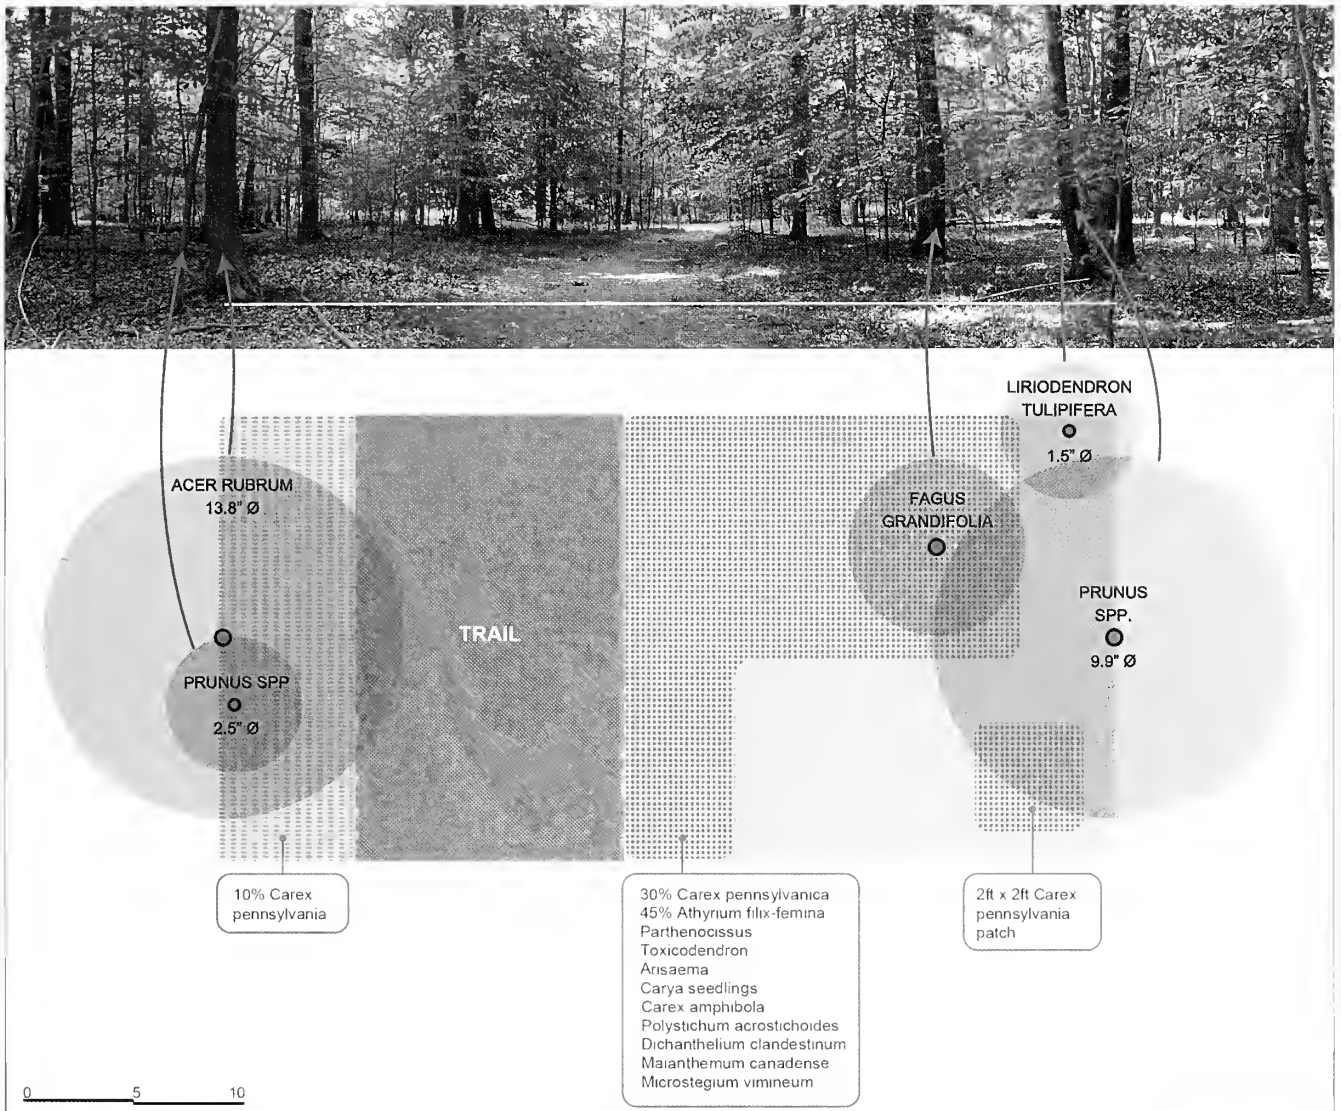 LIRIODENDRON
TULIPIFERA
1.5" Ø
ACER RUBRUM
13.8" Ø
FAGUS
GRANDIFOLIA
PRUNUS
SPP.
9.9" Ø
TRAIL
PRUNUS SPP
2.5" Ø
10% Carex
pennsylvania
30% Carex pennsylvanica
45% Athyrium filix-femina
Parthenocissus
Toxicodendron
Arisaema
Carya seedlings
Carex amphibola
Polystichum acrostichoides
Dichanthelium clandestinum
Maianthemum canadense
Microstegium vimineum
2ft x 2ft Carex
pennsylvania
patch
0 5 10